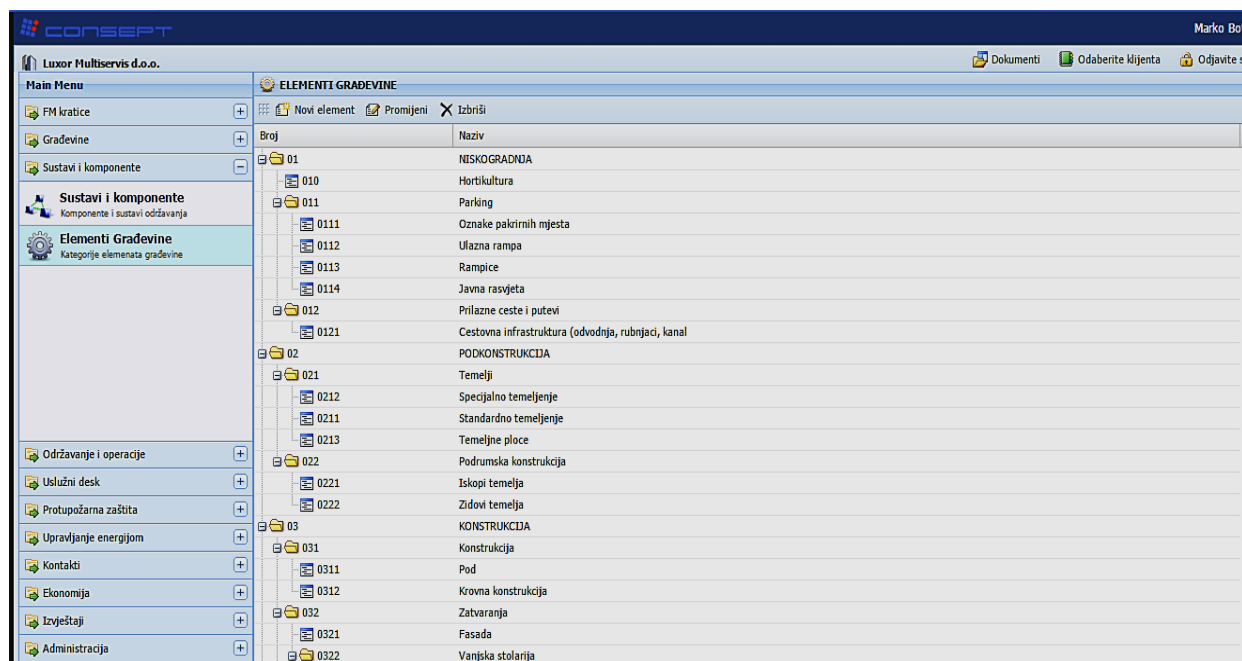 CONSEPT
Marko Bo
Luxor Multiservis d.o.o.
Dokumenti Odaberite klijenta Odjavite s
Main Menu
ELEMENTI GRAĐEVINE
FM kratice
Građevine
Sustavi i komponente
Sustavi i komponente
Komponente i sustavi održavanja
Elementi Građevine
Kategorije elemenata građevine
Održavanje i operacije
Uslužni desk
Protupožarna zaštita
Upravljanje energijom
Kontakti
Ekonomija
Izvještaji
Administracija
Novi element Promijeni Izbriši
Broj Naziv
01 NISKOGRADNJA
010 Hortikultura
011 Parking
0111 Oznake pakrirnih mjesta
0112 Ulazna rampa
0113 Rampice
0114 Javna rasvjeta
012 Prilazne ceste i putevi
0121 Cestovna infrastruktura (odvodnja, rubnjaci, kanal
02 PODKONSTRUKCIJA
021 Temelji
0212 Specijalno temeljenje
0211 Standardno temeljenje
0213 Temeljne ploce
022 Podrumska konstrukcija
0221 Iskopi temelja
0222 Zidovi temelja
03 KONSTRUKCIJA
031 Konstrukcija
0311 Pod
0312 Krovna konstrukcija
032 Zatvaranja
0321 Fasada
0322 Vanjska stolarija